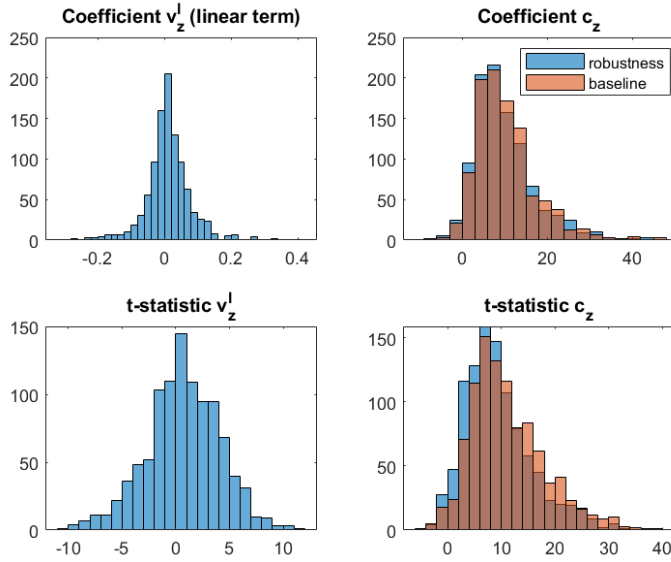 Coefficient v_z^l (linear term)
250
200
150
100
50
0
-0.2 0 0.2 0.4
Coefficient c_z
250
200
150
100
50
0
0 20 40
robustness
baseline
t-statistic v_z^l
150
100
50
0
-10 -5 0 5 10
t-statistic c_z
150
100
50
0
0 10 20 30 40